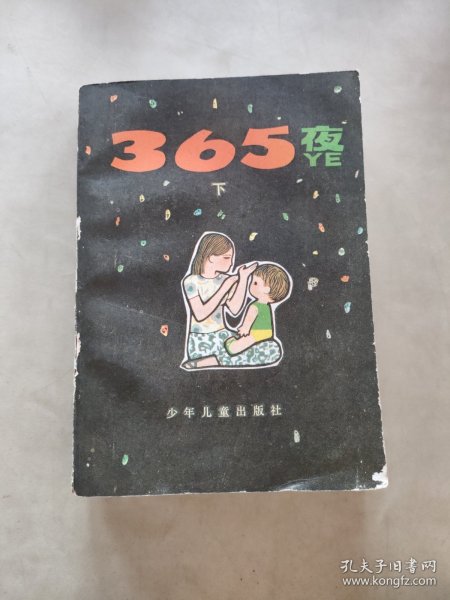 365夜
YE
下
少年儿童出版社
孔夫子旧书网
www.kongfz.com